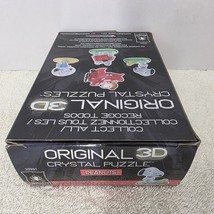 ORIGINAL 3D
CRYSTAL PUZZLES
COLLECT ALL! /
COLLECTIONNEZ TOUS LES! /
RECOGE TODOS
ORIGINAL 3D
CRYSTAL PUZZLE
PEANUTS